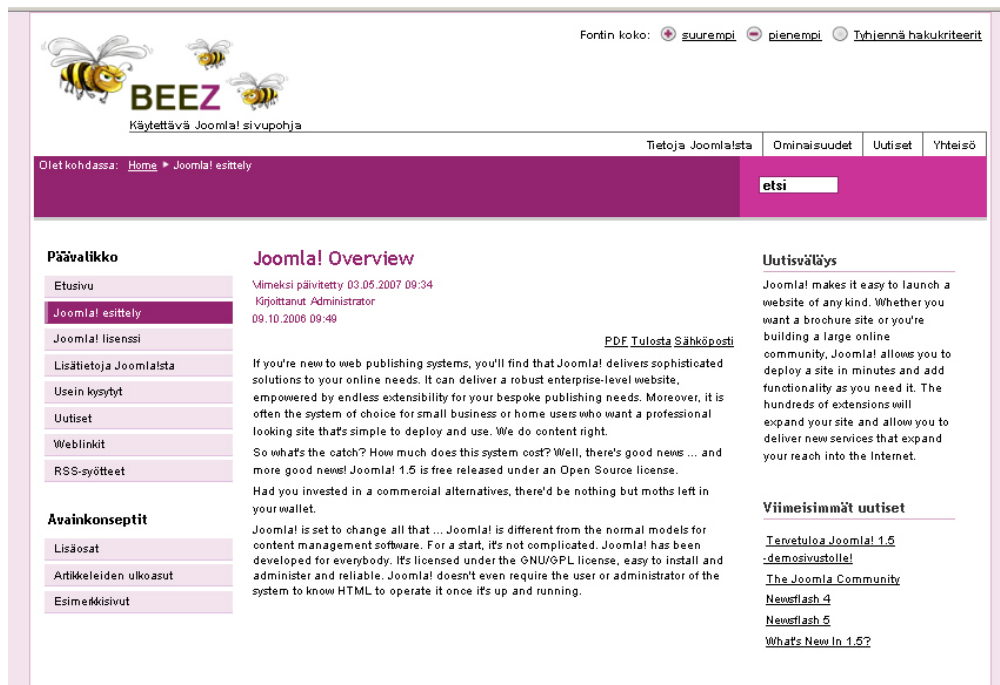 Fontin koko: suurempi pienempi Tyhjennä hakukriteerit
BEEZ
Käytettävä Joomla! sivupohja
Tietoja Joomla!sta Ominaisuudet Uutiset Yhteisö
Olet kohdassa: Home Joomla! esittely
etsi
Päävalikko
Etusivu
Joomla! esittely
Joomla! lisenssi
Lisätietoja Joomla!sta
Usein kysytyt
Uutiset
Weblinkit
RSS-syötteet
Avainkonseptit
Lisäosat
Artikkeleiden ulkoasut
Esimerkkisivut
Joomla! Overview
Viimeksi päivitetty 03.05.2007 09:34
Kirjoittanut Administrator
09.10.2006 09:49
PDF Tulosta Sähköposti
If you're new to web publishing systems, you'll find that Joomla! delivers sophisticated
solutions to your online needs. It can deliver a robust enterprise-level website,
empowered by endless extensibility for your bespoke publishing needs. Moreover, it is
often the system of choice for small business or home users who want a professional
looking site that's simple to deploy and use. We do content right.
So what's the catch? How much does this system cost? Well, there's good news ... and
more good news! Joomla! 1.5 is free released under an Open Source license.
Had you invested in a commercial alternatives, there'd be nothing but moths left in
your wallet.
Joomla! is set to change all that ... Joomla! is different from the normal models for
content management software. For a start, it's not complicated. Joomla! has been
developed for everybody. It's licensed under the GNU/GPL license, easy to install and
administer and reliable. Joomla! doesn't even require the user or administrator of the
system to know HTML to operate it once it's up and running.
Uutisväläys
Joomla! makes it easy to launch a
website of any kind. Whether you
want a brochure site or you're
building a large online
community, Joomla! allows you to
deploy a site in minutes and add
functionality as you need it. The
hundreds of extensions will
expand your site and allow you to
deliver new services that expand
your reach into the Internet.
Viimeisimmät uutiset
Tervetuloa Joomla! 1.5
-demosivustolle!
The Joomla Community
Newsflash 4
Newsflash 5
What's New In 1.5?